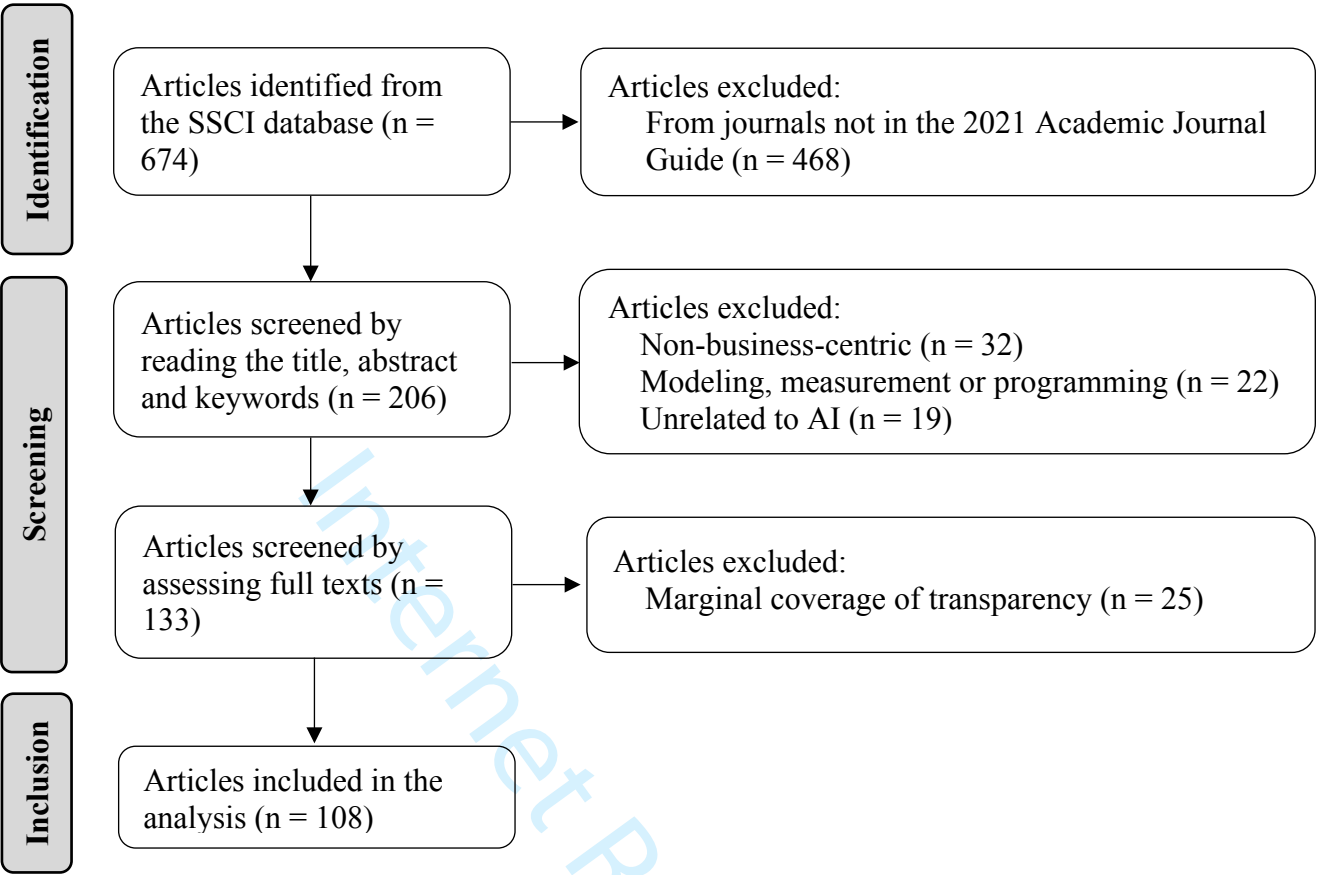 Identification
Articles identified from
the SSCI database (n =
674)
Articles excluded:
From journals not in the 2021 Academic Journal
Guide (n = 468)
Screening
Articles screened by
reading the title, abstract
and keywords (n = 206)
Articles excluded:
Non-business-centric (n = 32)
Modeling, measurement or programming (n = 22)
Unrelated to AI (n = 19)
Articles screened by
assessing full texts (n =
133)
Articles excluded:
Marginal coverage of transparency (n = 25)
Inclusion
Articles included in the
analysis (n = 108)
Internet R